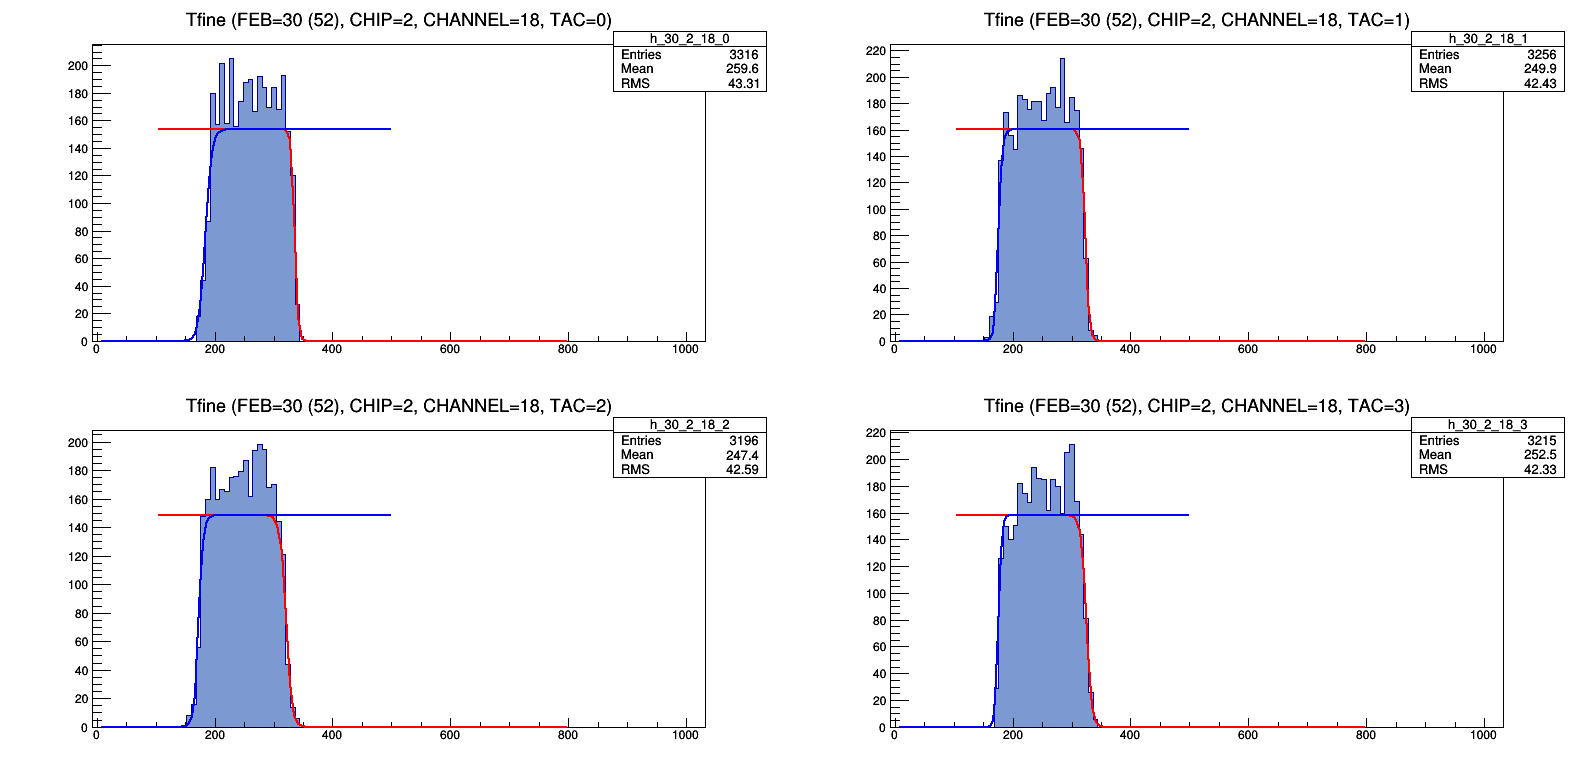 Tfine (FEB=30 (52), CHIP=2, CHANNEL=18, TAC=0)
h_30_2_18_0
Entries 3316
Mean 259.6
RMS 43.31
200
180
160
140
120
100
80
60
40
20
0
0 200 400 600 800 1000
Tfine (FEB=30 (52), CHIP=2, CHANNEL=18, TAC=1)
h_30_2_18_1
Entries 3256
Mean 249.9
RMS 42.43
220
200
180
160
140
120
100
80
60
40
20
0
0 200 400 600 800 1000
Tfine (FEB=30 (52), CHIP=2, CHANNEL=18, TAC=2)
h_30_2_18_2
Entries 3196
Mean 247.4
RMS 42.59
200
180
160
140
120
100
80
60
40
20
0
0 200 400 600 800 1000
Tfine (FEB=30 (52), CHIP=2, CHANNEL=18, TAC=3)
h_30_2_18_3
Entries 3215
Mean 252.5
RMS 42.33
220
200
180
160
140
120
100
80
60
40
20
0
0 200 400 600 800 1000